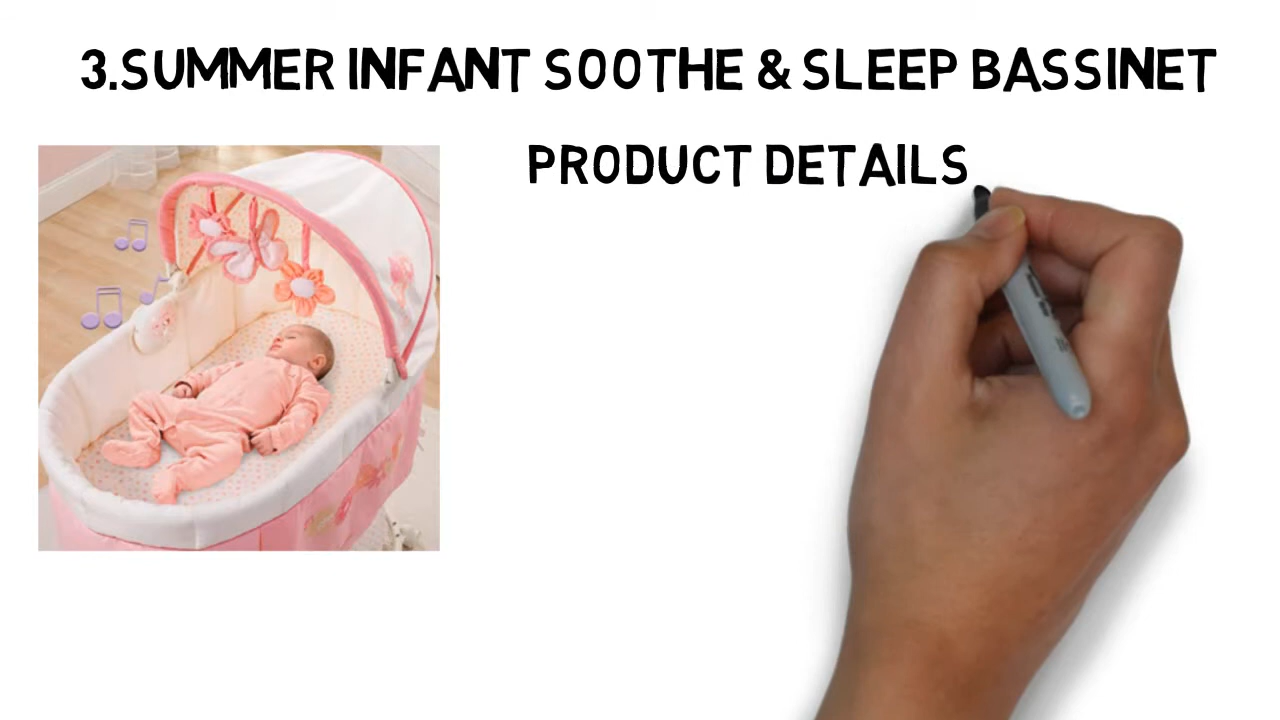 3.SUMMER INFANT SOOTHE & SLEEP BASSINET
PRODUCT DETAILS